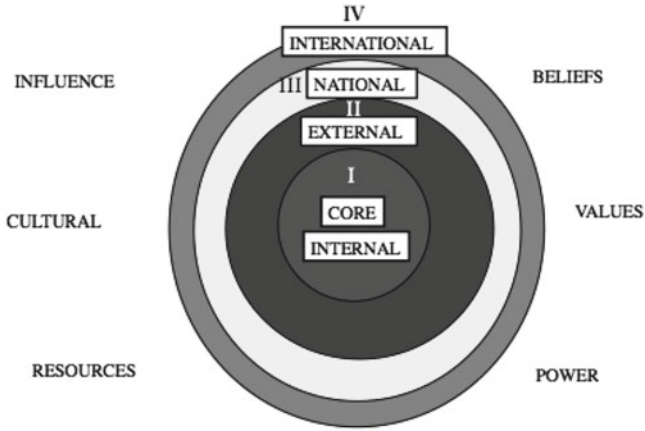 IV
INTERNATIONAL
INFLUENCE
BELIEFS
III
NATIONAL
II
EXTERNAL
I
CORE
CULTURAL
VALUES
INTERNAL
RESOURCES
POWER